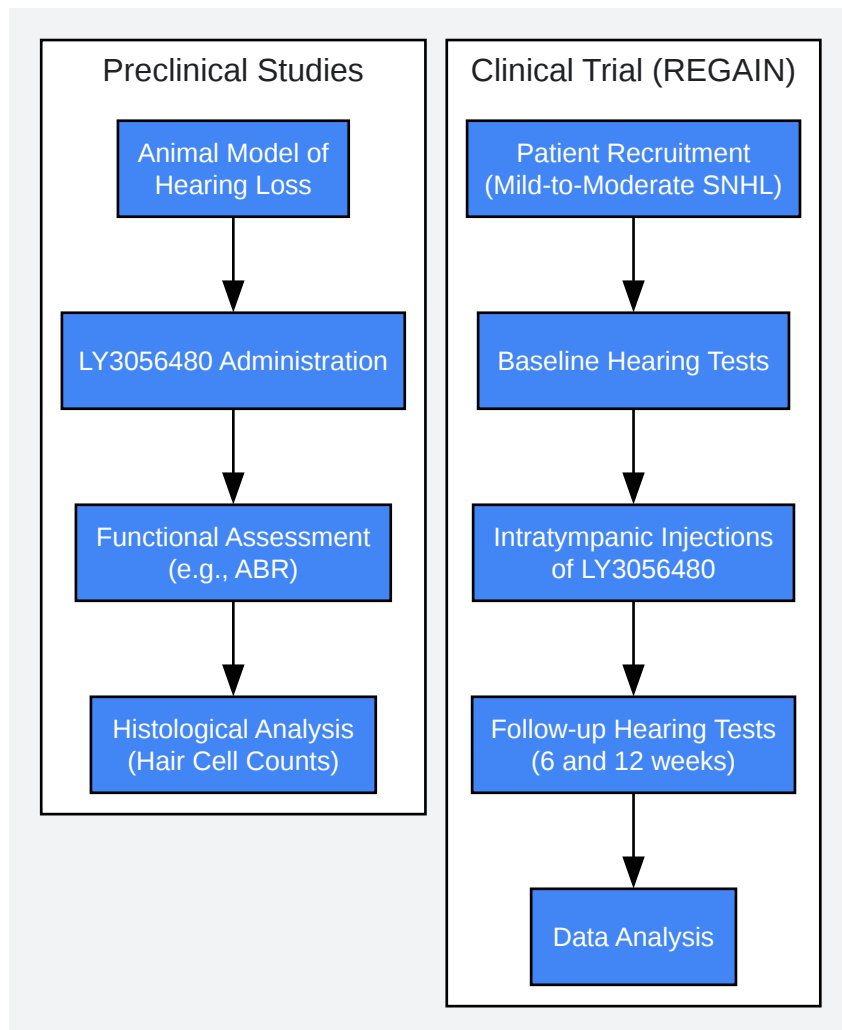 Preclinical Studies
Animal Model of
Hearing Loss
LY3056480 Administration
Functional Assessment
(e.g., ABR)
Histological Analysis
(Hair Cell Counts)
Clinical Trial (REGAIN)
Patient Recruitment
(Mild-to-Moderate SNHL)
Baseline Hearing Tests
Intratympanic Injections
of LY3056480
Follow-up Hearing Tests
(6 and 12 weeks)
Data Analysis